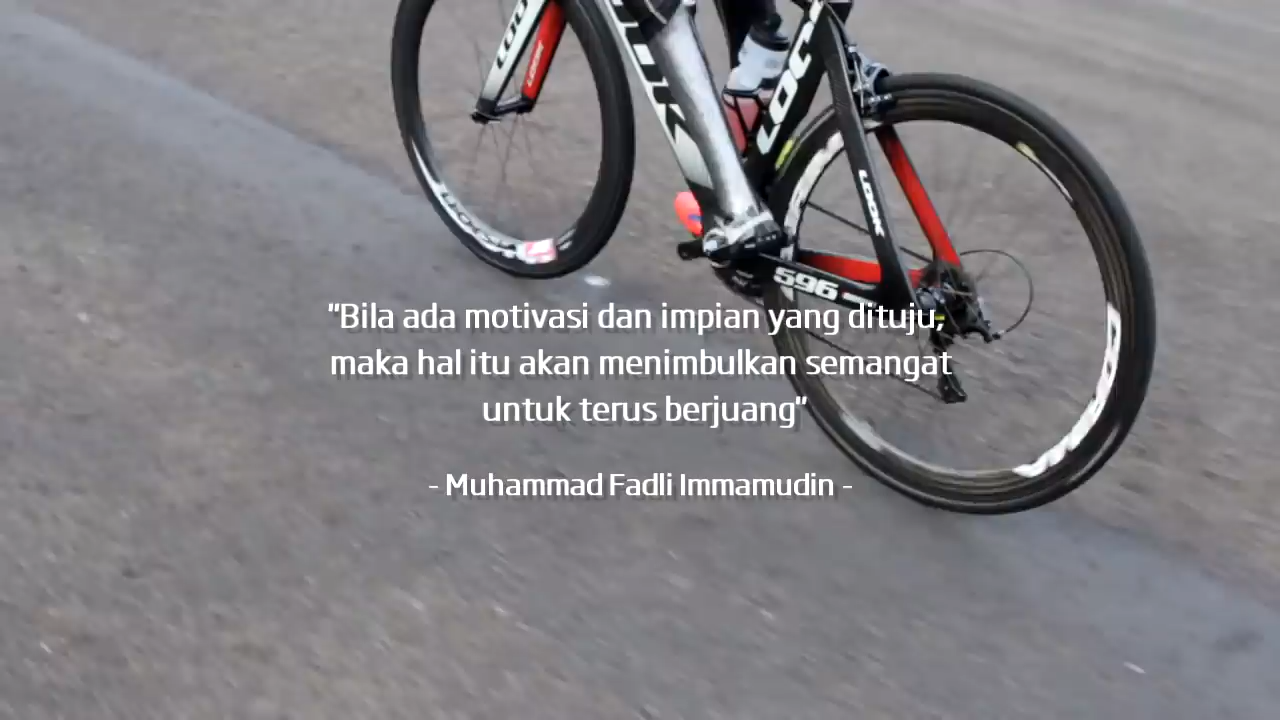 LOOK
LOOK
596
"Bila ada motivasi dan impian yang dituju,
maka hal itu akan menimbulkan semangat
untuk terus berjuang"
- Muhammad Fadli Immamudin -